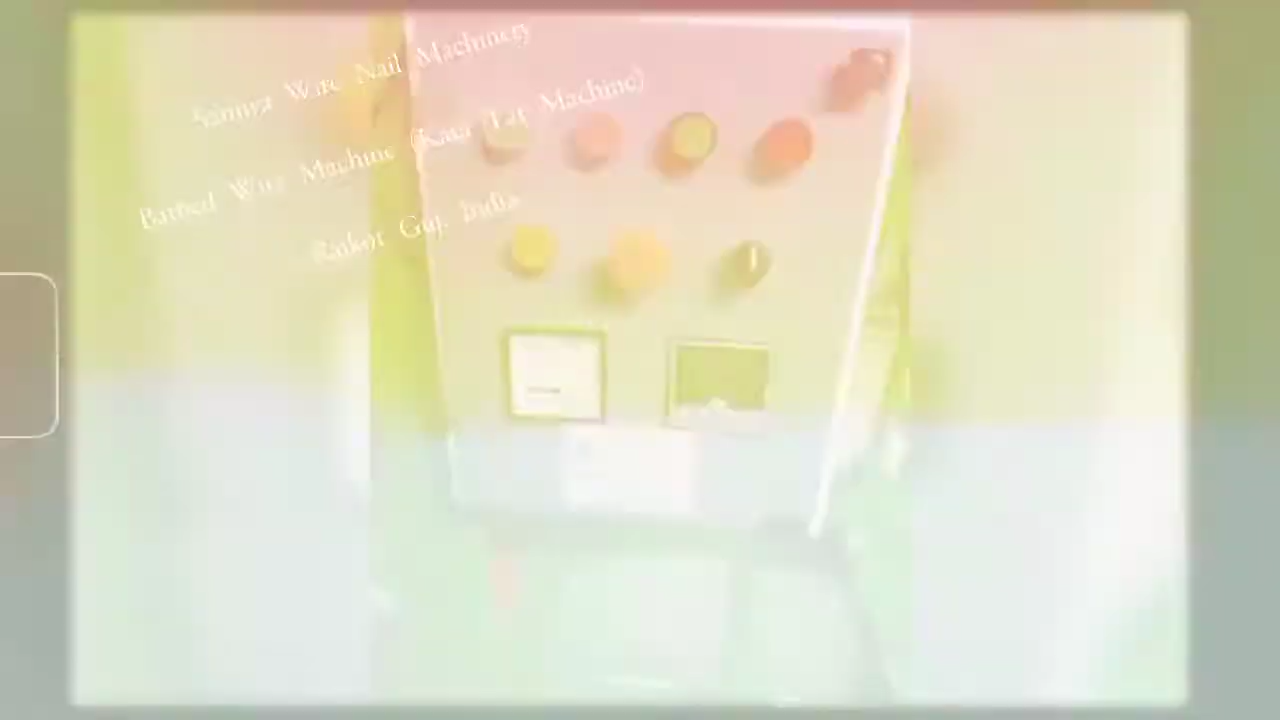 Wire Nail Machinery
Barbed Wire Machine (Kata Tar Machine)
Rajkot Guj. India